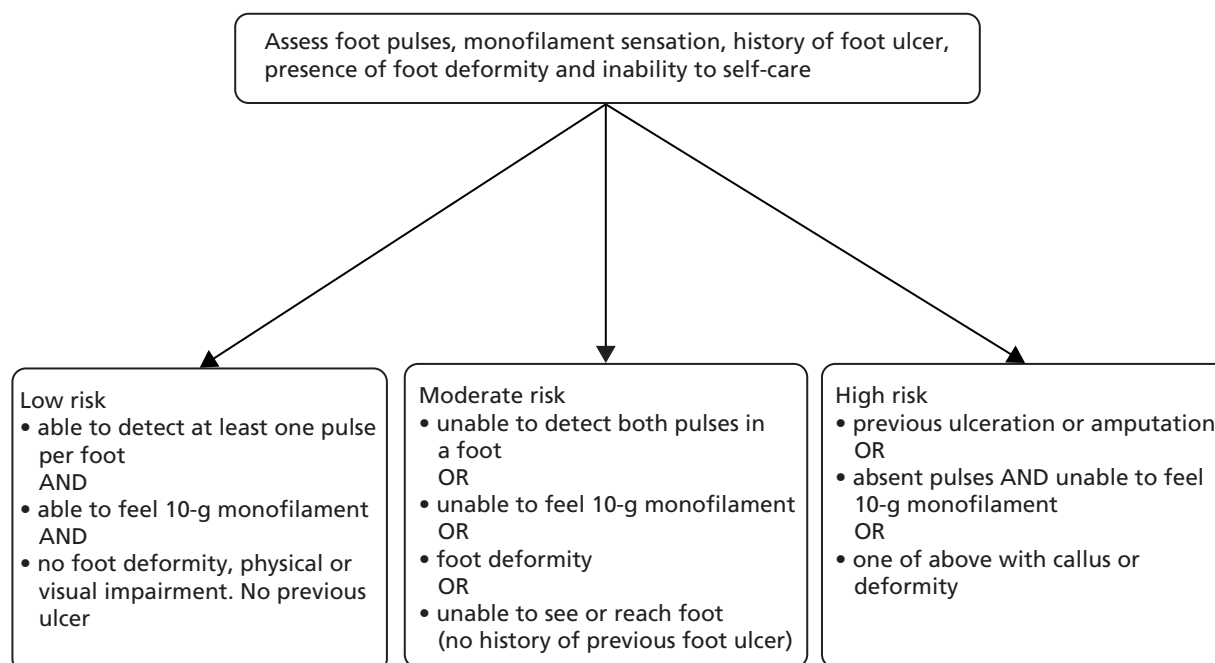 Assess foot pulses, monofilament sensation, history of foot ulcer,
presence of foot deformity and inability to self-care
Low risk
• able to detect at least one pulse
per foot
AND
• able to feel 10-g monofilament
AND
• no foot deformity, physical or
visual impairment. No previous
ulcer
Moderate risk
• unable to detect both pulses in
a foot
OR
• unable to feel 10-g monofilament
OR
• foot deformity
OR
• unable to see or reach foot
(no history of previous foot ulcer)
High risk
• previous ulceration or amputation
OR
• absent pulses AND unable to feel
10-g monofilament
OR
• one of above with callus or
deformity